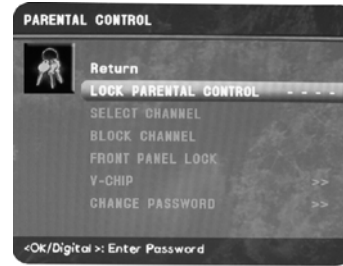 PARENTAL CONTROL
Return
LOCK PARENTAL CONTROL - - - -
SELECT CHANNEL
BLOCK CHANNEL
FRONT PANEL LOCK
V-CHIP >>
CHANGE PASSWORD >>
<OK/Digital>: Enter Password